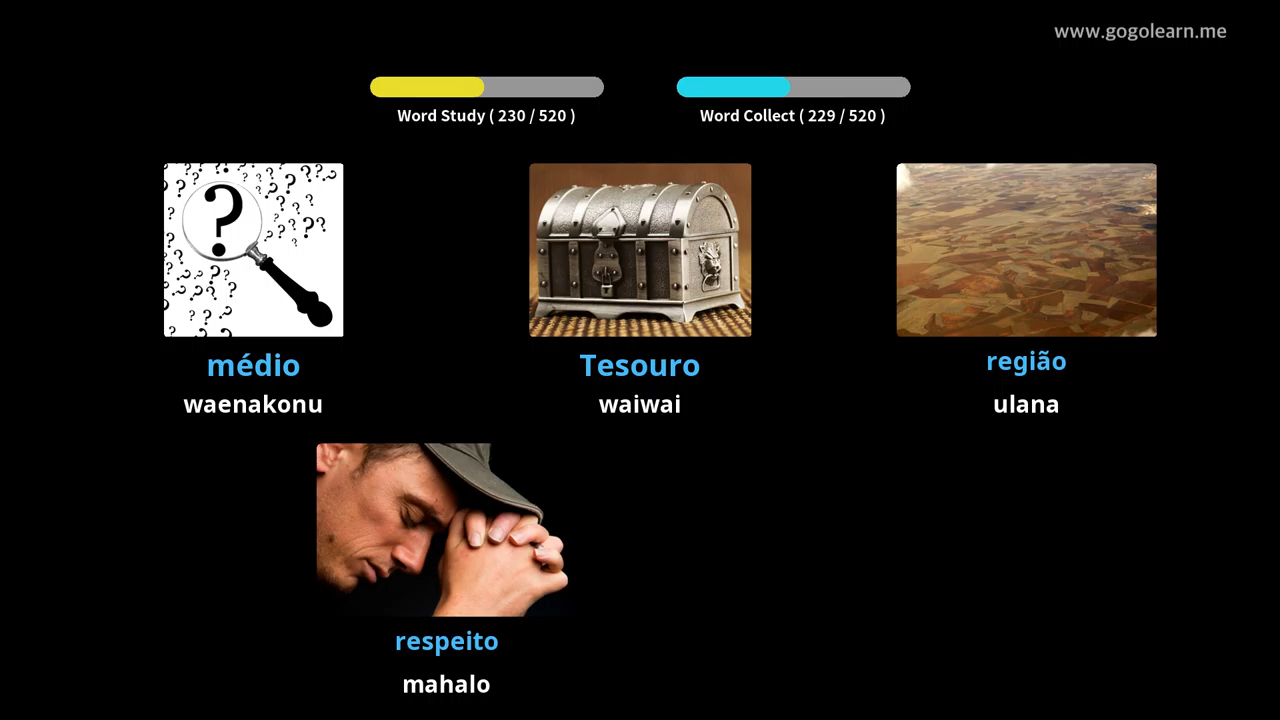 www.gogolearn.me
Word Study ( 230 / 520 )
Word Collect ( 229 / 520 )
médio
waenakonu
Tesouro
waiwai
região
ulana
respeito
mahalo